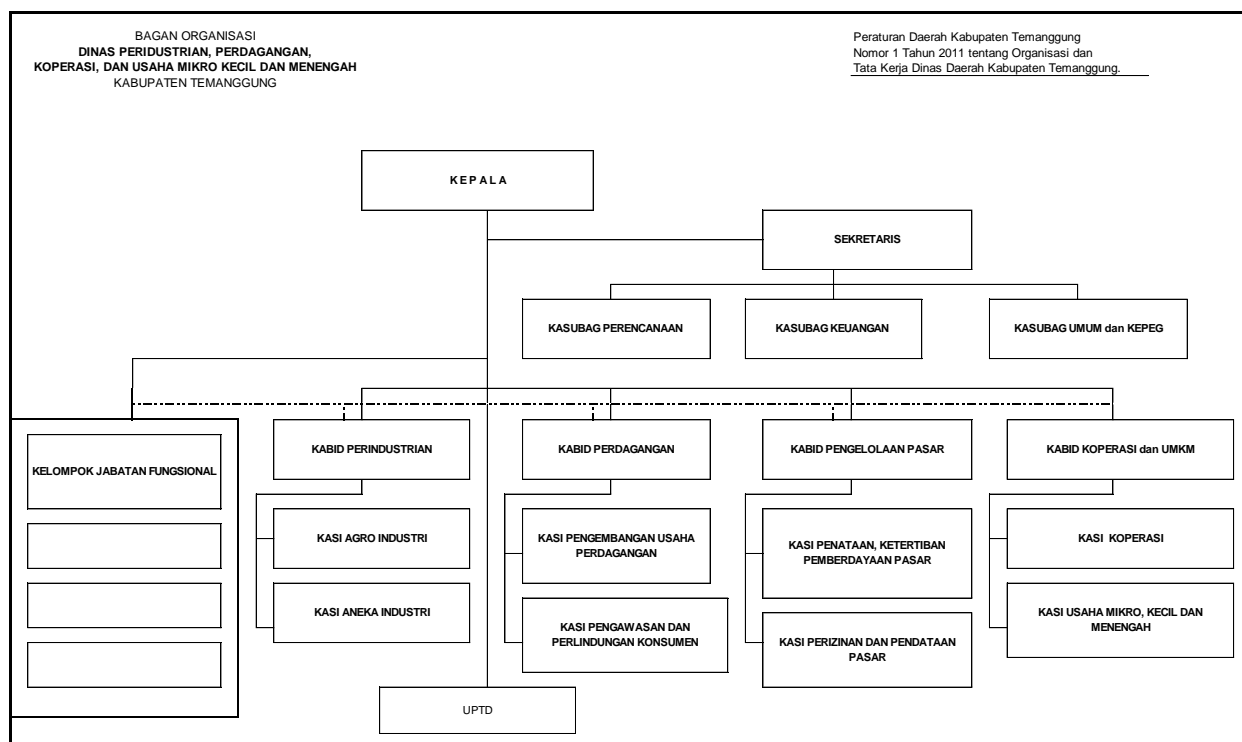 BAGAN ORGANISASI
DINAS PERIDUSTRIAN, PERDAGANGAN,
KOPERASI, DAN USAHA MIKRO KECIL DAN MENENGAH
KABUPATEN TEMANGGUNG
Peraturan Daerah Kabupaten Temanggung
Nomor 1 Tahun 2011 tentang Organisasi dan
Tata Kerja Dinas Daerah Kabupaten Temanggung.
KEPALA
SEKRETARIS
KASUBAG PERENCANAAN
KASUBAG KEUANGAN
KASUBAG UMUM dan KEPEG
KELOMPOK JABATAN FUNGSIONAL
KABID PERINDUSTRIAN
KABID PERDAGANGAN
KABID PENGELOLAAN PASAR
KABID KOPERASI dan UMKM
KASI AGRO INDUSTRI
KASI PENGEMBANGAN USAHA
PERDAGANGAN
KASI PENATAAN, KETERTIBAN
PEMBERDAYAAN PASAR
KASI KOPERASI
KASI ANEKA INDUSTRI
KASI PENGAWASAN DAN
PERLINDUNGAN KONSUMEN
KASI PERIZINAN DAN PENDATAAN
PASAR
KASI USAHA MIKRO, KECIL DAN
MENENGAH
UPTD